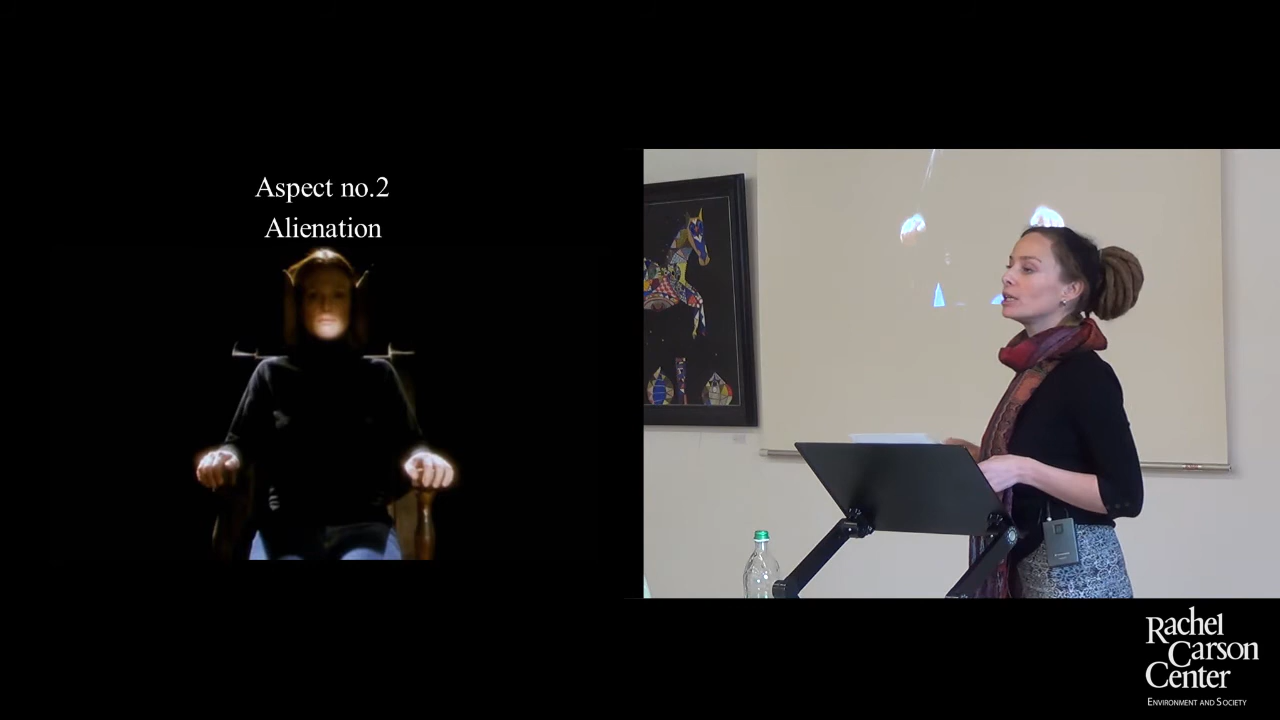 Aspect no.2
Alienation
Rachel
Carson
Center
Environment and Society